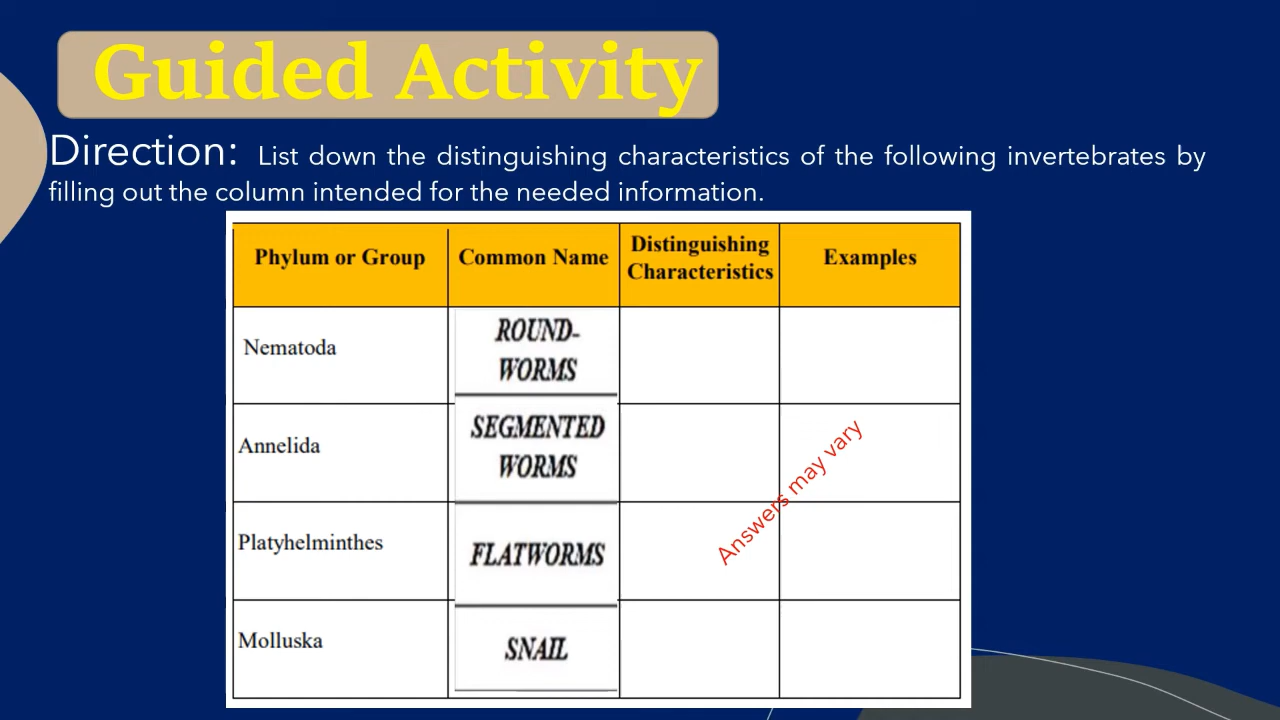 Guided Activity
Direction: List down the distinguishing characteristics of the following invertebrates by
filling out the column intended for the needed information.
Phylum or Group
Common Name
Distinguishing
Characteristics
Examples
Nematoda
ROUND-
WORMS
Annelida
SEGMENTED
WORMS
Platyhelminthes
FLATWORMS
Molluska
SNAIL
Answers may vary